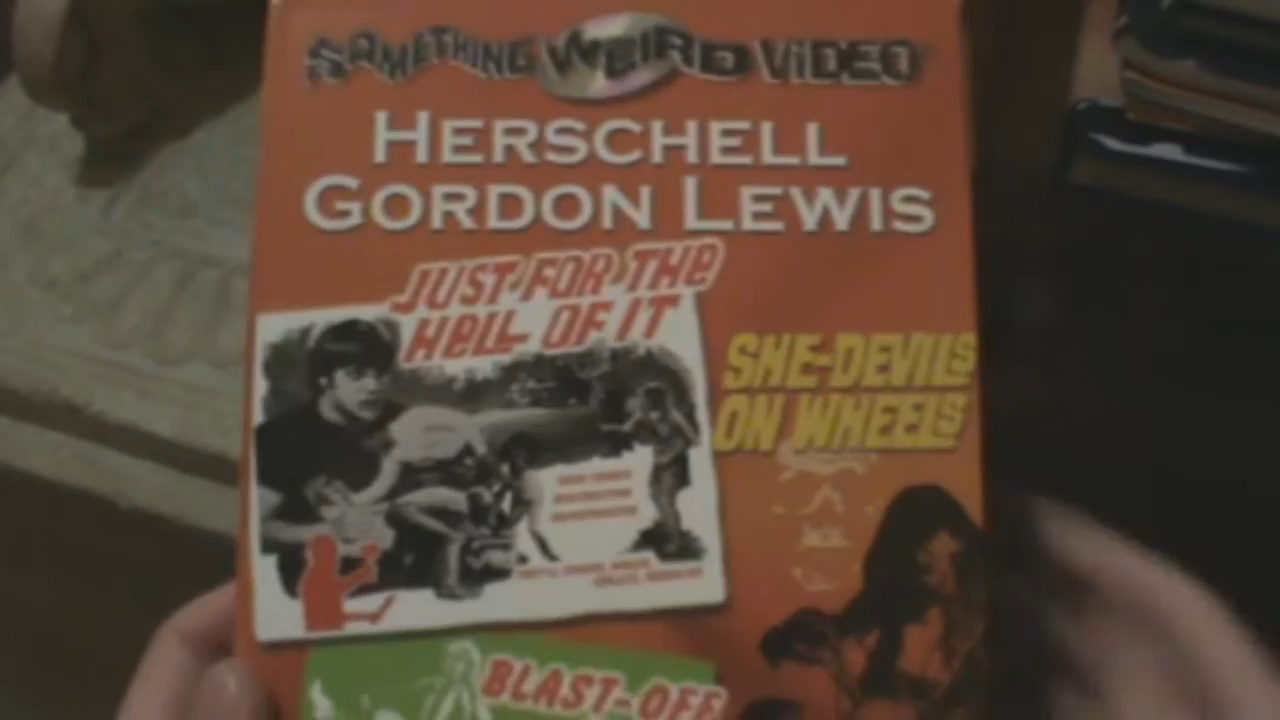 SOMETHING WEIRD VIDEO
HERSCHELL
GORDON LEWIS
JUST FOR THE
HELL OF IT
SHE-DEVILS
ON WHEELS
BLAST-OFF